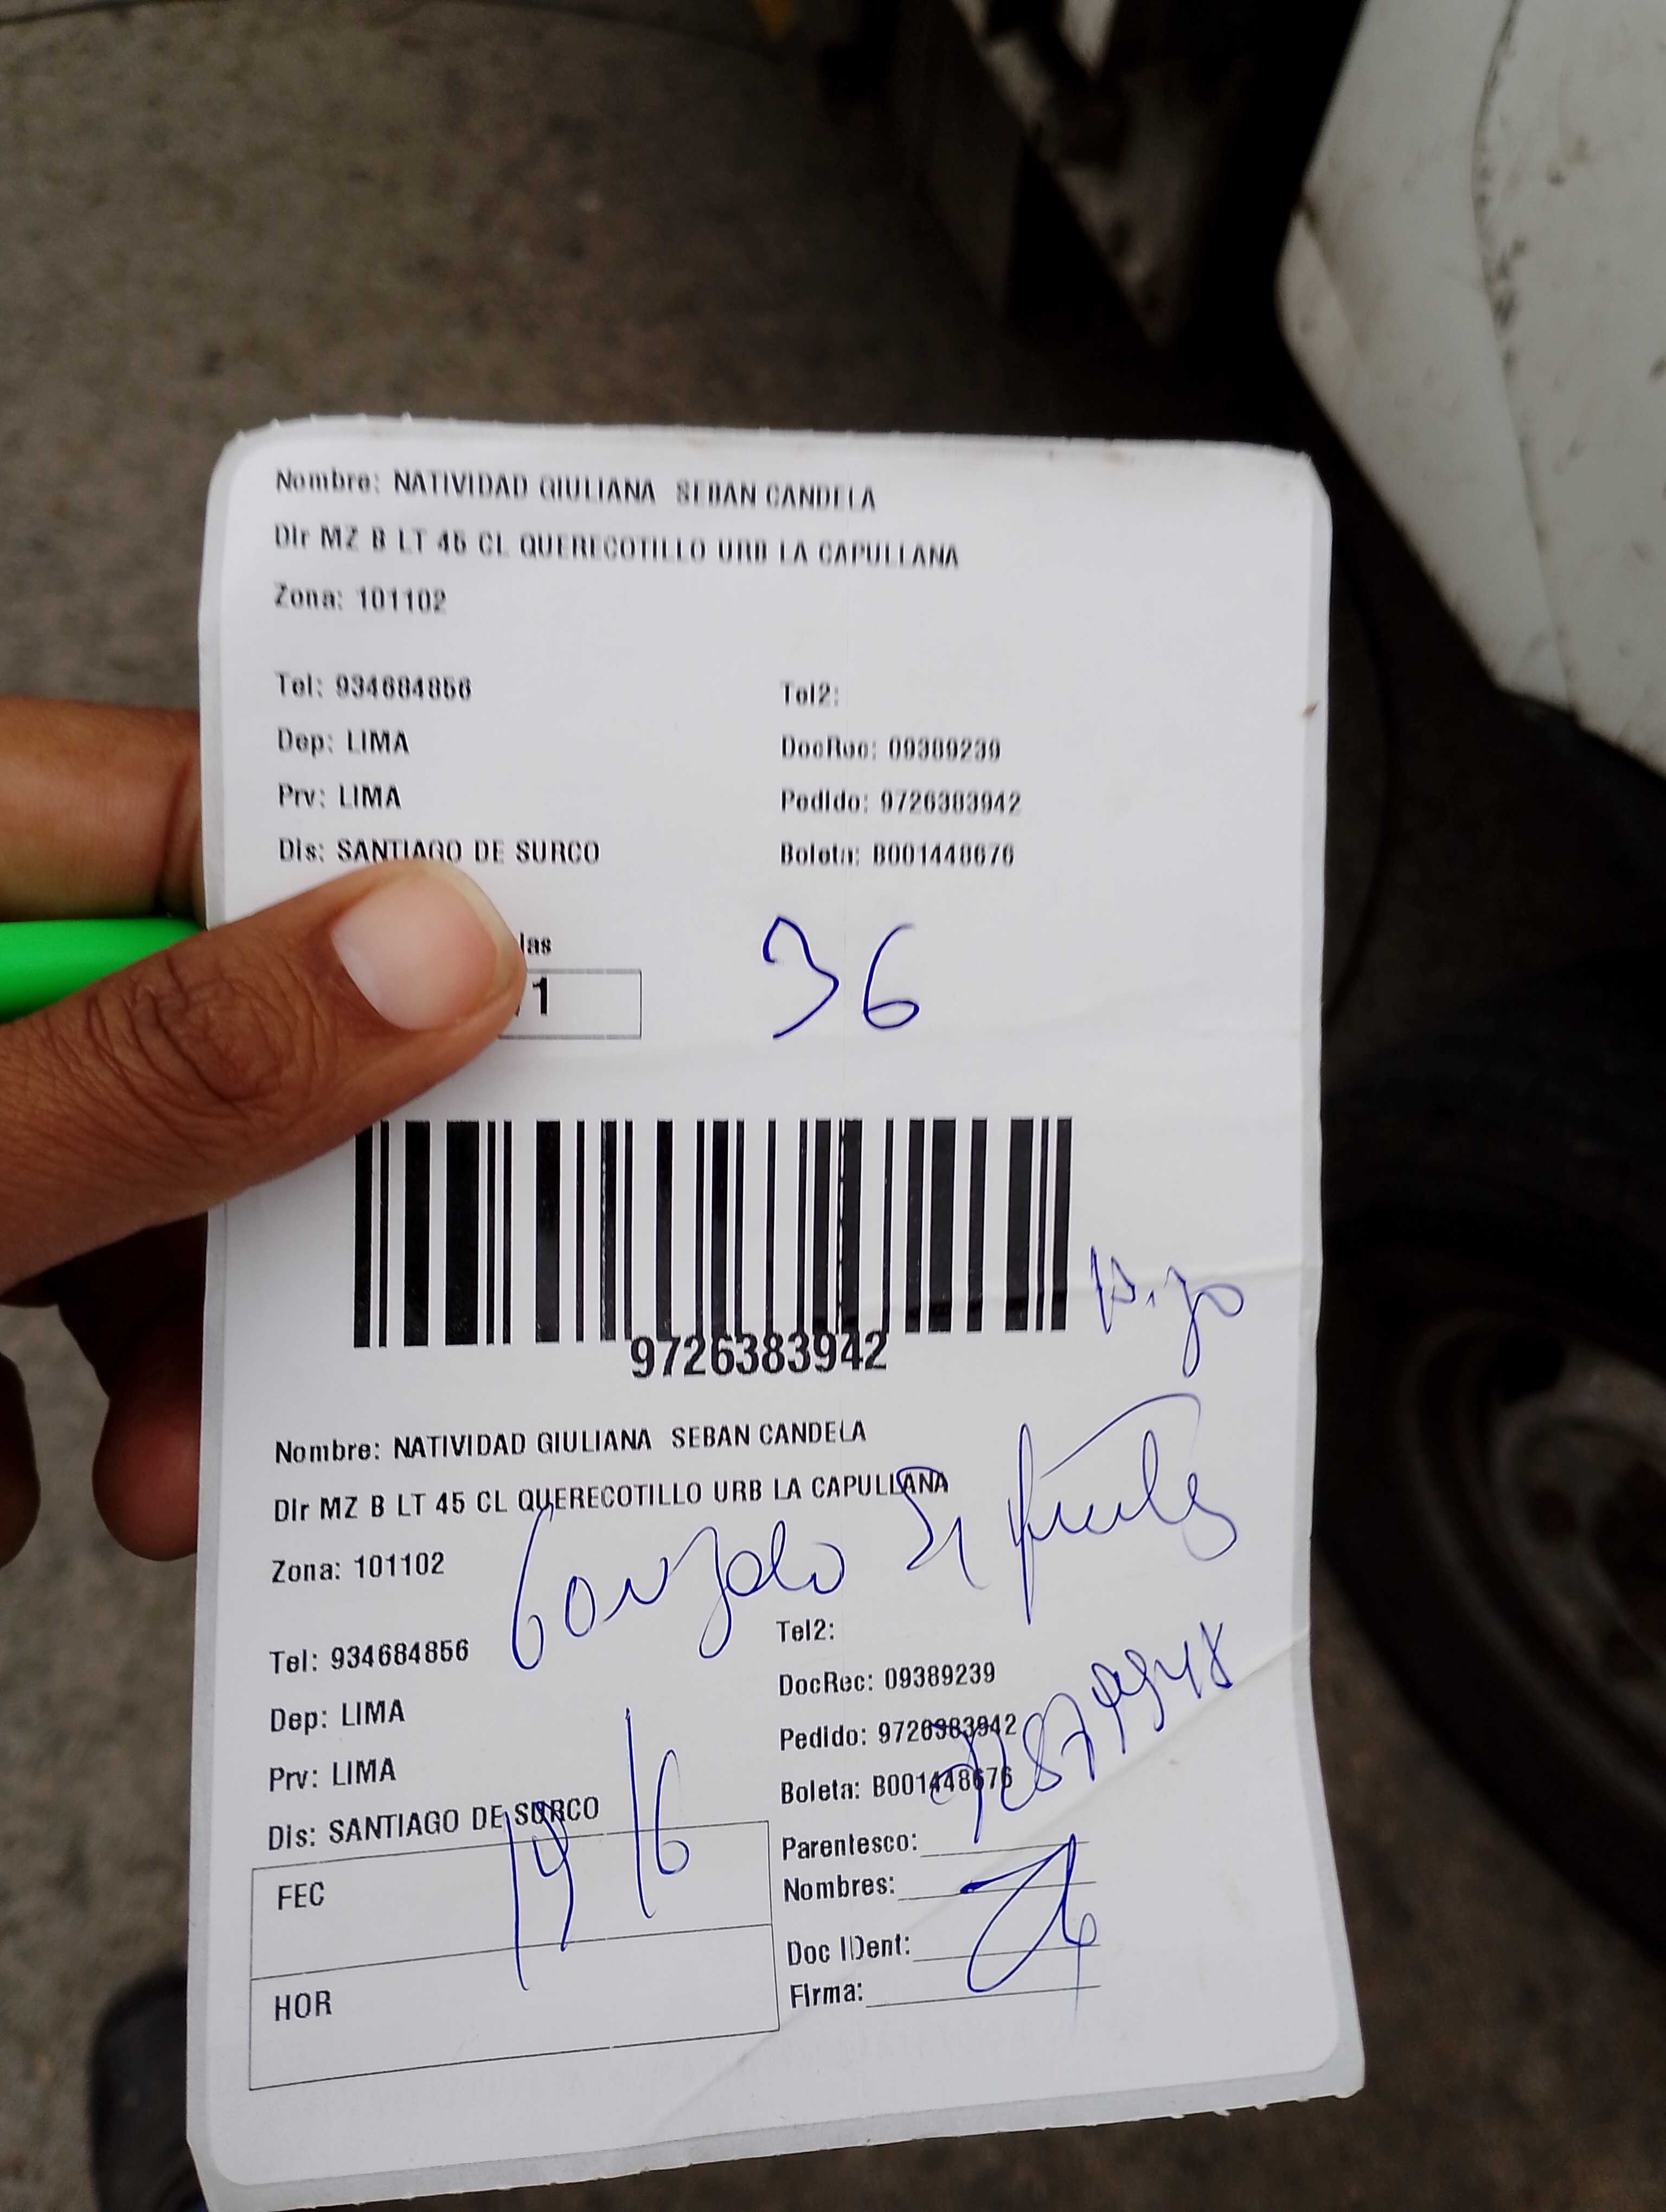 Nombre: NATIVIDAD GIULIANA SEBAN CANDELA
Dir MZ B LT 45 CL QUERECOTILLO URB LA CAPULLANA
Zona: 101102
Tel: 934684856 Tel2:
Dep: LIMA DocRec: 09389239
Prv: LIMA Pedido: 9726383942
Dis: SANTIAGO DE SURCO Boleta: B001448676
las
1
36
9726383942
Hijo
Nombre: NATIVIDAD GIULIANA SEBAN CANDELA
Dir MZ B LT 45 CL QUERECOTILLO URB LA CAPULLANA
Gonzalo
Zona: 101102
Tel: 934684856 Tel2:
Dep: LIMA DocRec: 09389239
Prv: LIMA Pedido: 9726383942
Dis: SANTIAGO DE SURCO Boleta: B001448676
Parentesco:
FEC Nombres:
Doc IDent:
HOR Firma: